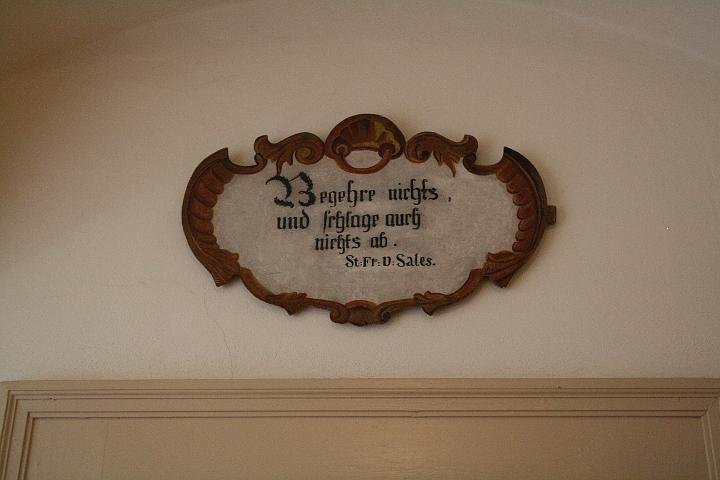 Begehre nichts,
und schlage auch
nichts ab.
St: Fr: v: Sales.